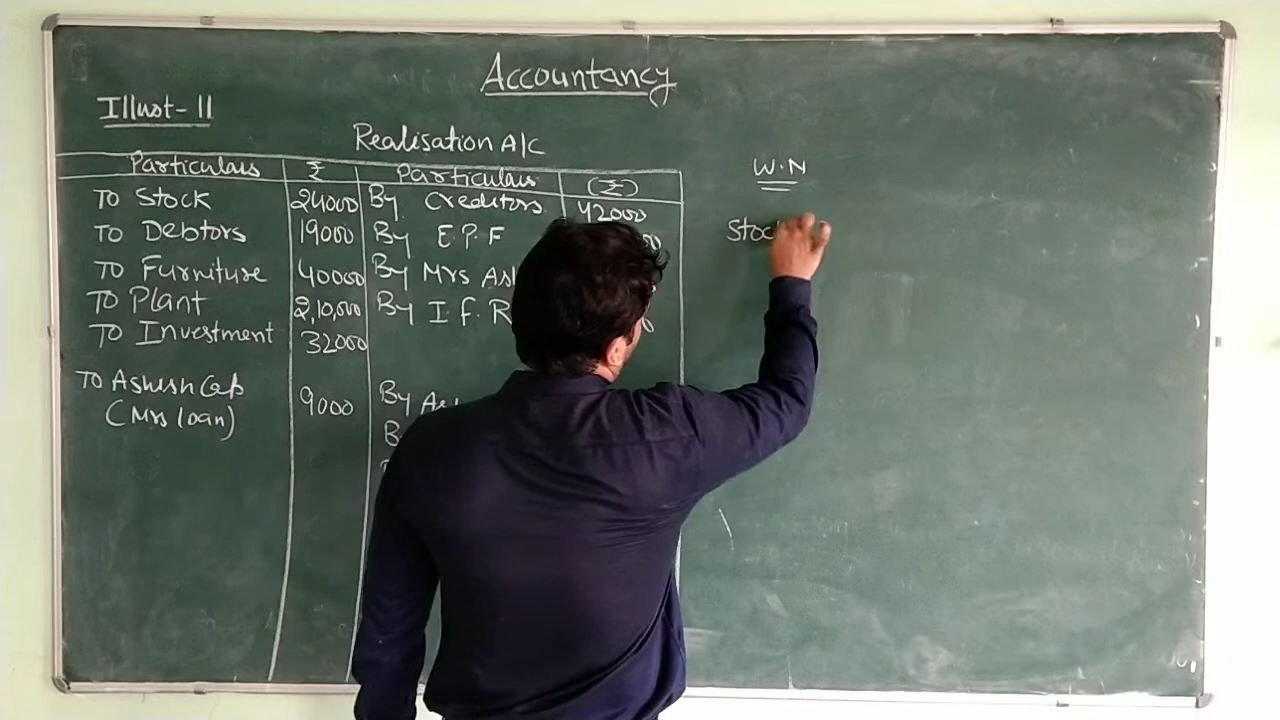 Accountancy
Illust- 11
Realisation A/c
Particulars ₹ Particulars (₹)
To Stock 24000 By Creditors 42000
To Debtors 19000 By E.P.F
To Furniture 40000 By Mrs
To Plant 2,10,000 By I.F.R
To Investment 32000
To Ashish Cap 9000 By
(Mrs loan)
W.N